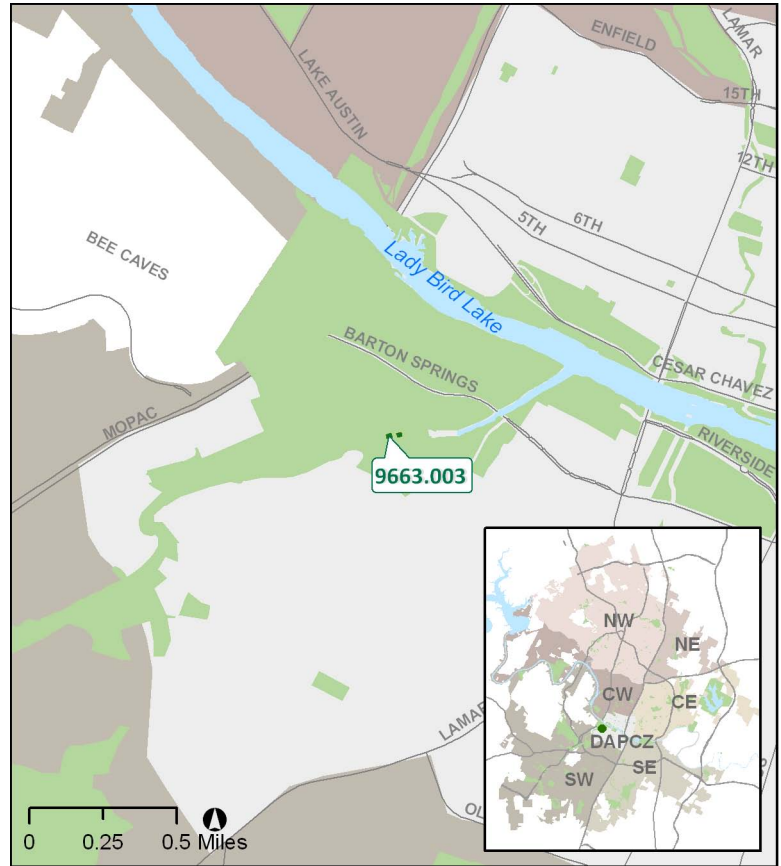 LAMAR
ENFIELD
15TH
LAKE AUSTIN
12TH
6TH
5TH
BEE CAVES
Lady Bird Lake
BARTON SPRINGS
CESAR CHAVEZ
MOPAC
RIVERSIDE
9663.003
LAMAR
OL
NW
NE
CW
CE
DAPCZ
SE
SW
0 0.25 0.5 Miles